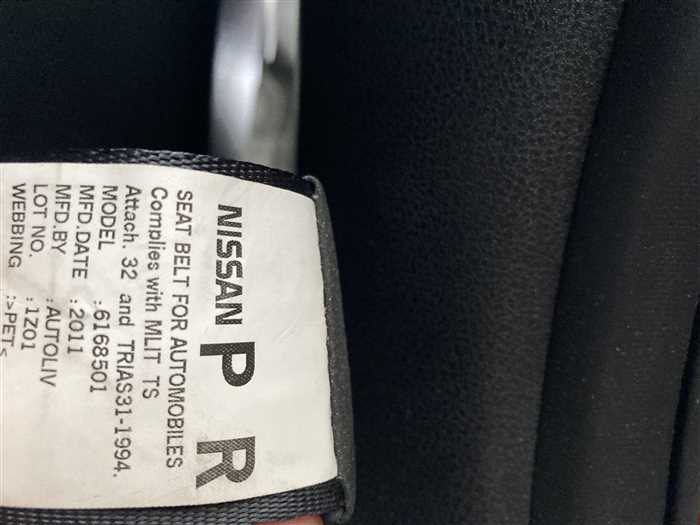 NISSAN P R
SEAT BELT FOR AUTOMOBILES
Complies with MLIT TS
Attach. 32 and TRIAS31-1994.
MODEL :6168501
MFD.DATE :2011
MFD.BY :AUTOLIV
LOT NO. :1Z01
WEBBING :>PET<